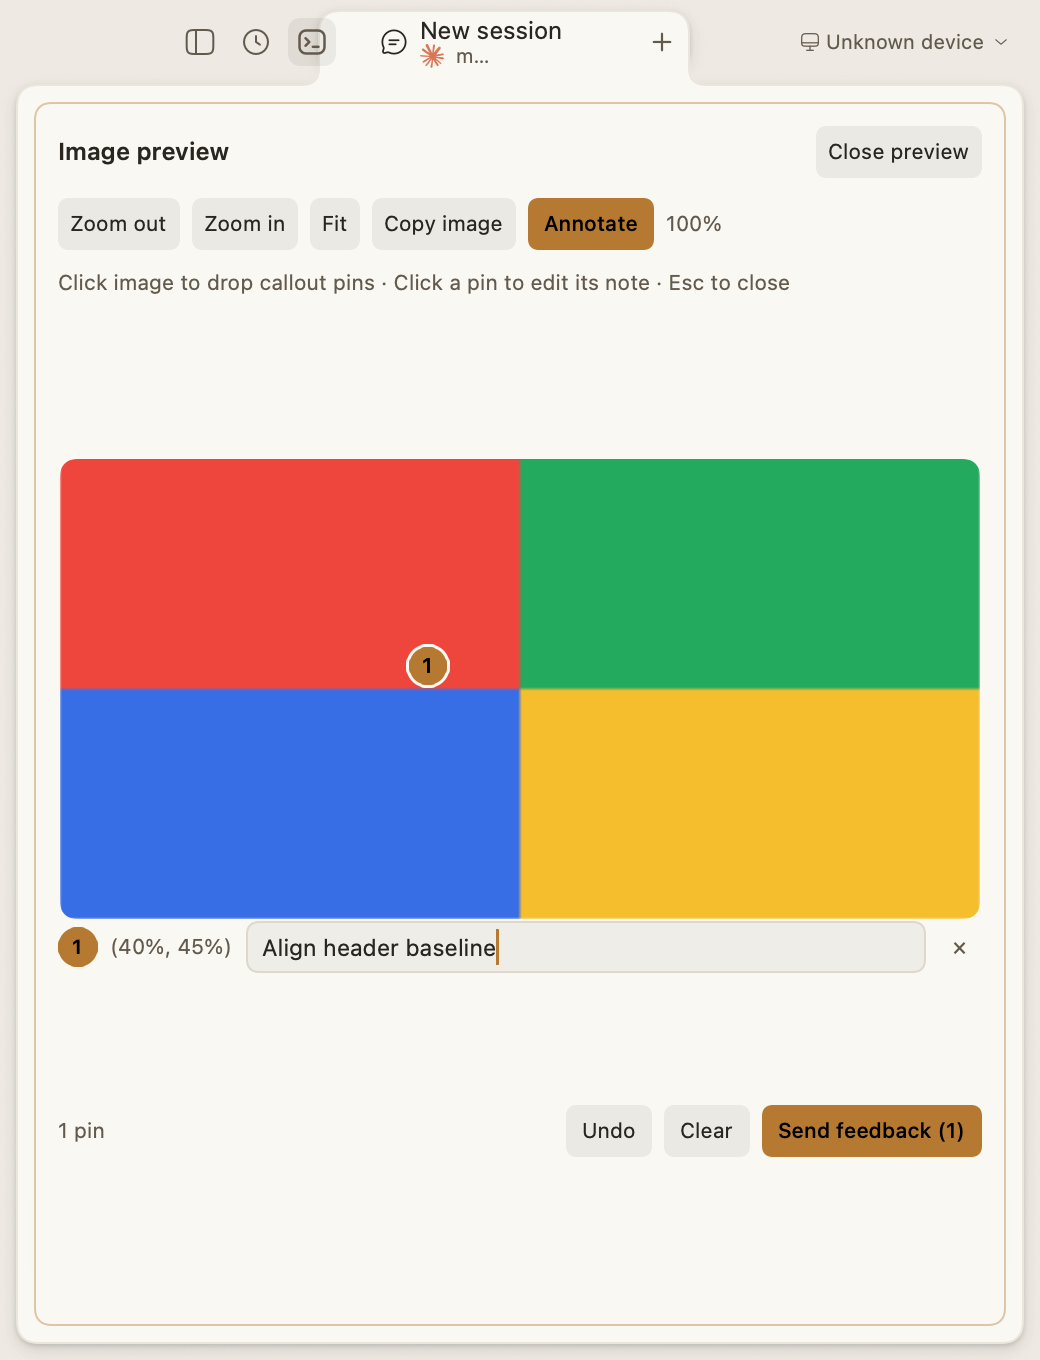 New session
m...
Unknown device
Image preview
Close preview
Zoom out
Zoom in
Fit
Copy image
Annotate
100%
Click image to drop callout pins · Click a pin to edit its note · Esc to close
1
1
(40%, 45%)
Align header baseline
×
1 pin
Undo
Clear
Send feedback (1)